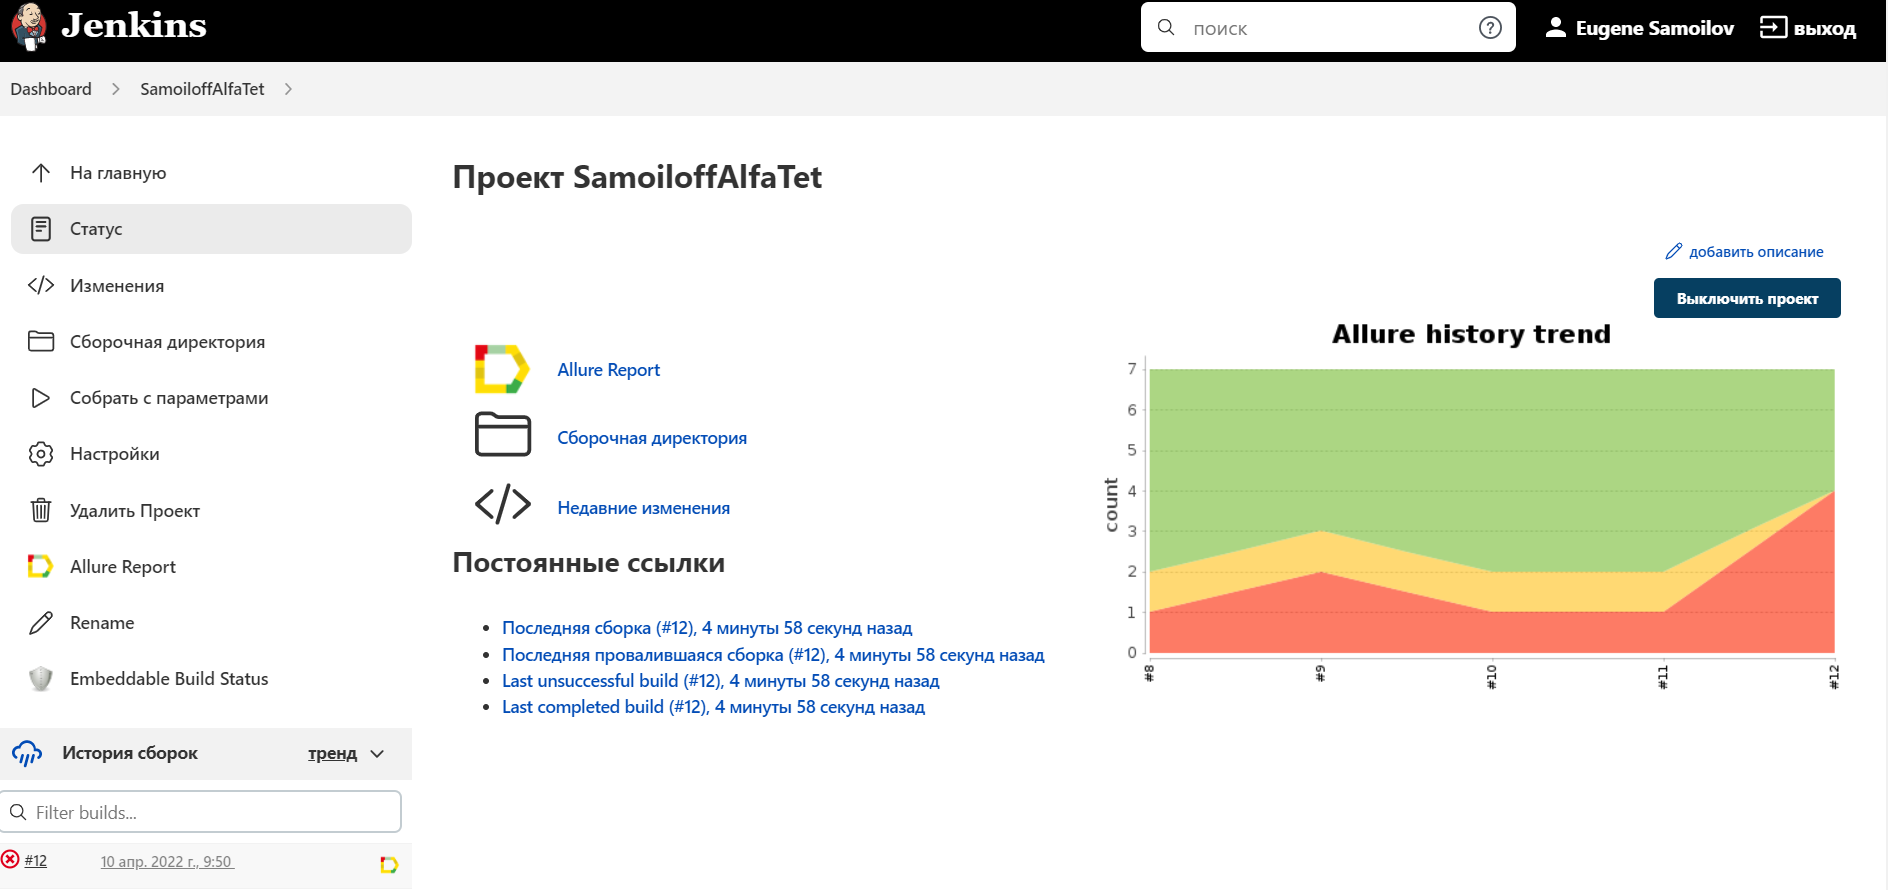 Jenkins
поиск
Eugene Samoilov
выход
Dashboard
SamoiloffAlfaTet
На главную
Статус
Изменения
Сборочная директория
Собрать с параметрами
Настройки
Удалить Проект
Allure Report
Rename
Embeddable Build Status
История сборок
тренд
Filter builds...
#12
10 апр. 2022 г., 9:50
Проект SamoiloffAlfaTet
добавить описание
Выключить проект
Allure Report
Сборочная директория
Недавние изменения
Постоянные ссылки
Последняя сборка (#12), 4 минуты 58 секунд назад
Последняя провалившаяся сборка (#12), 4 минуты 58 секунд назад
Last unsuccessful build (#12), 4 минуты 58 секунд назад
Last completed build (#12), 4 минуты 58 секунд назад
Allure history trend
count
7
6
5
4
3
2
1
0
#8
#9
#10
#11
#12